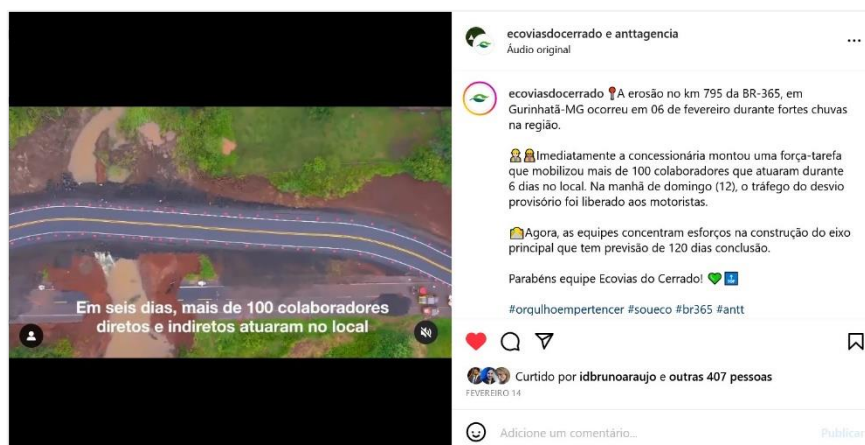 ecoviasdocerrado e anttagencia
Áudio original
ecoviasdocerrado 📍A erosão no km 795 da BR-365, em
Gurinhatã-MG ocorreu em 06 de fevereiro durante fortes chuvas
na região.
Imediatamente a concessionária montou uma força-tarefa
que mobilizou mais de 100 colaboradores que atuaram durante
6 dias no local. Na manhã de domingo (12), o tráfego do desvio
provisório foi liberado aos motoristas.
Agora, as equipes concentram esforços na construção do eixo
principal que tem previsão de 120 dias conclusão.
Parabéns equipe Ecovias do Cerrado! 💚
#orgulhoempertencer #soueco #br365 #antt
Em seis dias, mais de 100 colaboradores
diretos e indiretos atuaram no local
Curtido por idbrunoaraujo e outras 407 pessoas
FEVEREIRO 14
Adicione um comentário...
Publicar